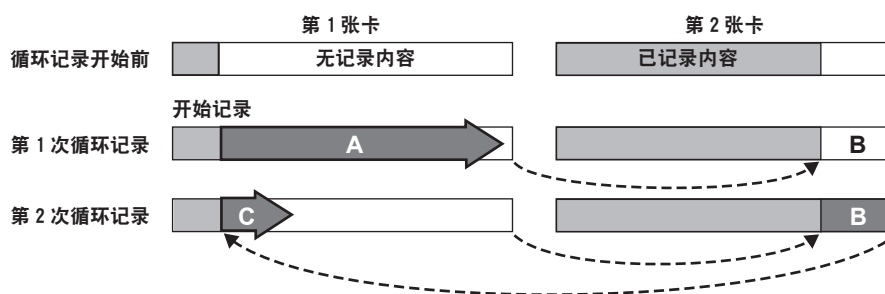 第 1 张卡
第 2 张卡
循环记录开始前
无记录内容
已记录内容
开始记录
第 1 次循环记录
A
B
第 2 次循环记录
C
B